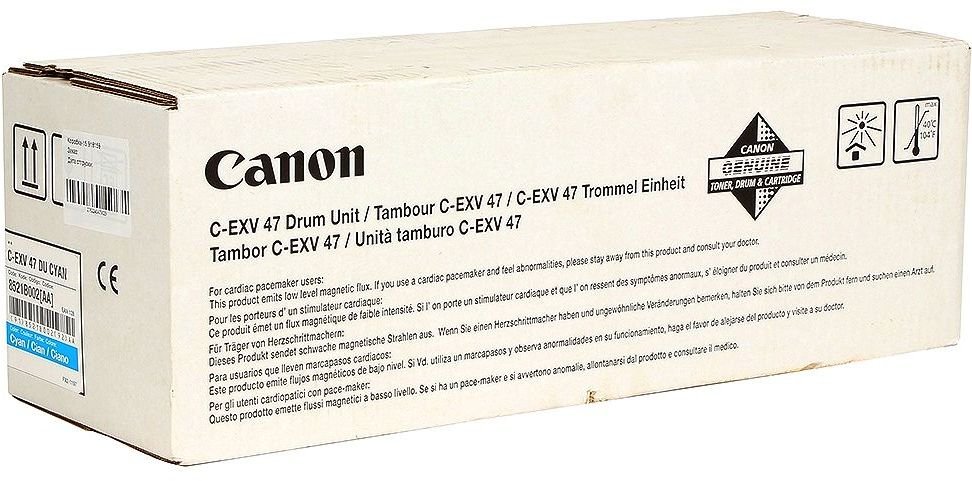 Коробка-15 918159
Заказ:
Дата отгрузки:
C-EXV 47 DU CYAN
8521B002[AA]
Cyan / Cian / Ciano
CE
Canon
C-EXV 47 Drum Unit / Tambour C-EXV 47 / C-EXV 47 Trommel Einheit
Tambor C-EXV 47 / Unità tamburo C-EXV 47
CANON
GENUINE
TONER, DRUM & CARTRIDGE
max
40°C
104°F
For cardiac pacemaker users:
This product emits low level magnetic flux. If you use a cardiac pacemaker and feel abnormalities, please stay away from this product and consult your doctor.
Pour les porteurs d' un stimulateur cardiaque:
Ce produit émet un flux magnétique de faible intensité. Si l' on porte un stimulateur cardiaque et que l' on ressent des symptômes anormaux, s' éloigner du produit et consulter un médecin.
Für Träger von Herzschrittmachern:
Dieses Produkt sendet schwache magnetische Strahlen aus. Wenn Sie einen Herzschrittmacher haben und ungewöhnliche Veränderungen bemerken, halten Sie sich bitte von dem Produkt fern und suchen einen Arzt auf.
Para usuarios que lleven marcapasos cardiacos:
Este producto emite flujos magnéticos de bajo nivel. Si Vd. utiliza un marcapasos y observa anormalidades en su funcionamiento, haga el favor de alejarse del producto y visite a su doctor.
Per gli utenti cardiopatici con pace-maker:
Questo prodotto emette flussi magnetici a basso livello. Se si ha un pace-maker e si avvertono anomalie, allontanarsi dal prodotto e consultare il medico.